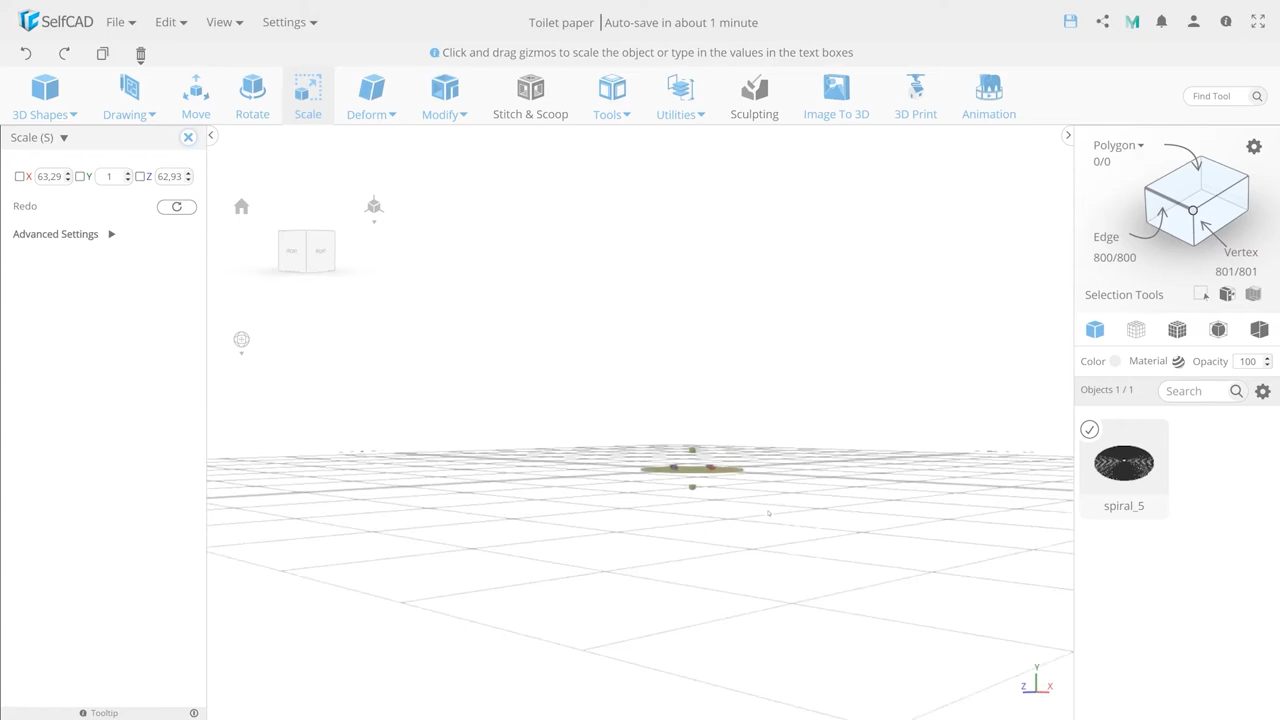 SelfCAD File Edit View Settings Toilet paper | Auto-save in about 1 minute
Click and drag gizmos to scale the object or type in the values in the text boxes
3D Shapes Drawing Move Rotate Scale Deform Modify Stitch & Scoop Tools Utilities Sculpting Image To 3D 3D Print Animation Find Tool
Scale (S)
X 63,29 Y 1 Z 62,93
Redo
Advanced Settings
Polygon
0/0
Edge
800/800
Vertex
801/801
Selection Tools
Color Material Opacity 100
Objects 1 / 1 Search
spiral_5
Y
Z X
Tooltip